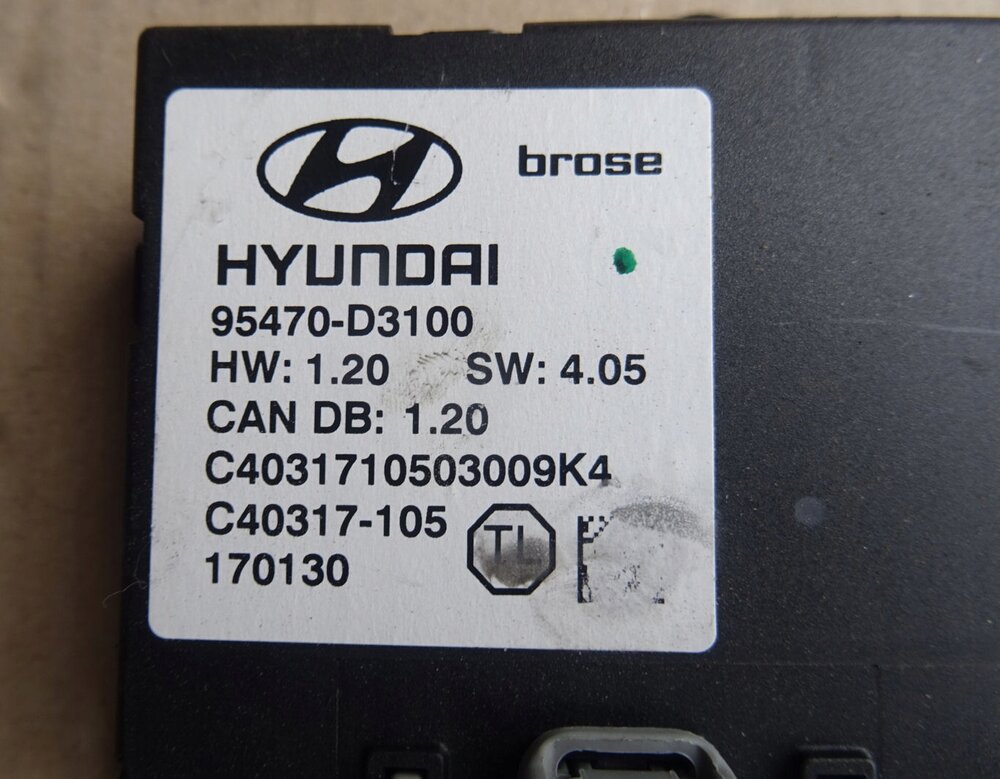 brose
HYUNDAI
95470-D3100
HW: 1.20 SW: 4.05
CAN DB: 1.20
C4031710503009K4
C40317-105
TL
170130